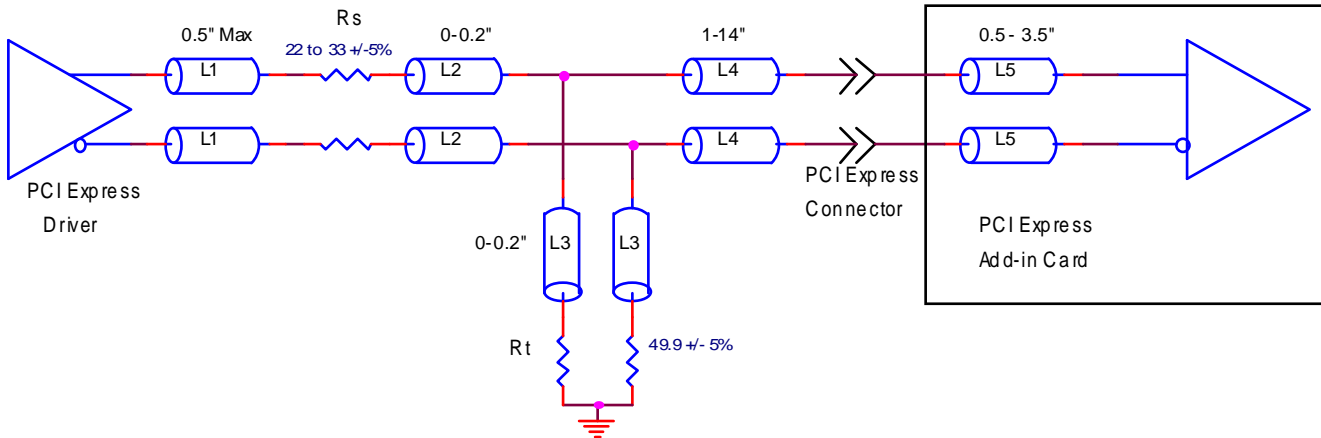 Rs
0.5" Max
22 to 33 +/-5%
0-0.2"
1-14"
0.5 - 3.5"
L1
L2
L4
L5
L1
L2
L4
L5
PCI Express
Driver
PCI Express
Connector
PCI Express
Add-in Card
0-0.2"
L3
L3
Rt
49.9 +/- 5%